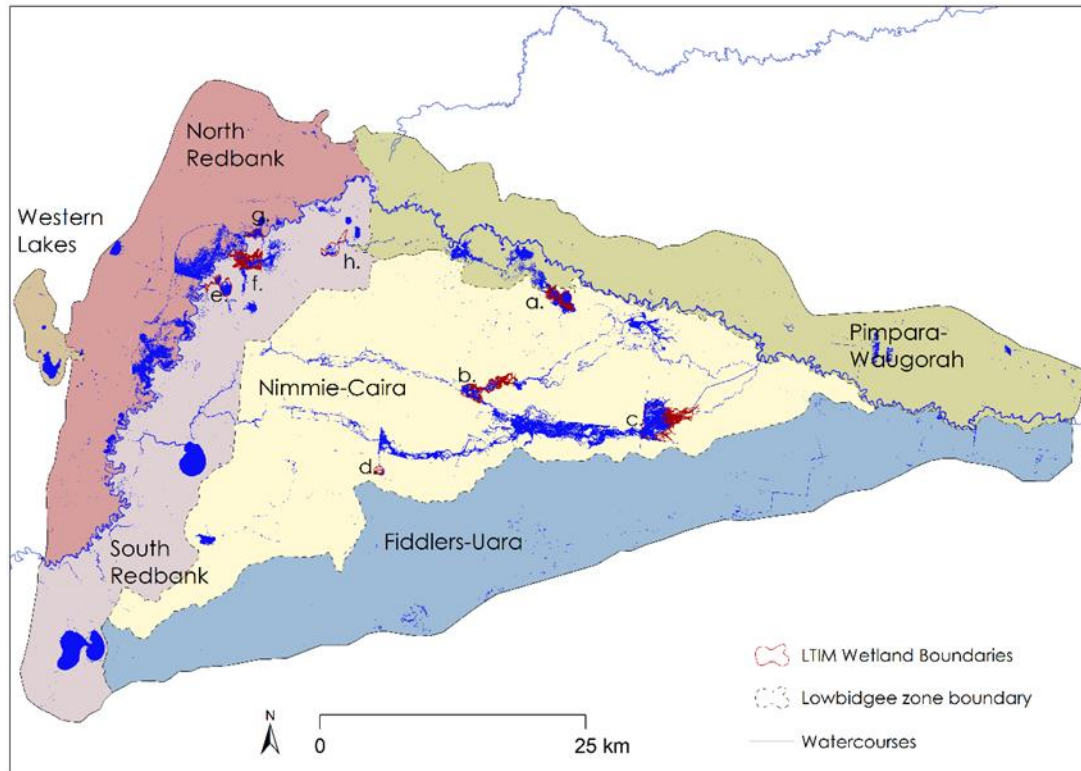 North
Redbank
Western
Lakes
g.
h.
e.
f.
a.
Pimpara-
Waugorah
Nimmie-Caira
b.
c.
d.
Fiddlers-Uara
South
Redbank
LTIM Wetland Boundaries
Lowbidgee zone boundary
Watercourses
N
0
25 km